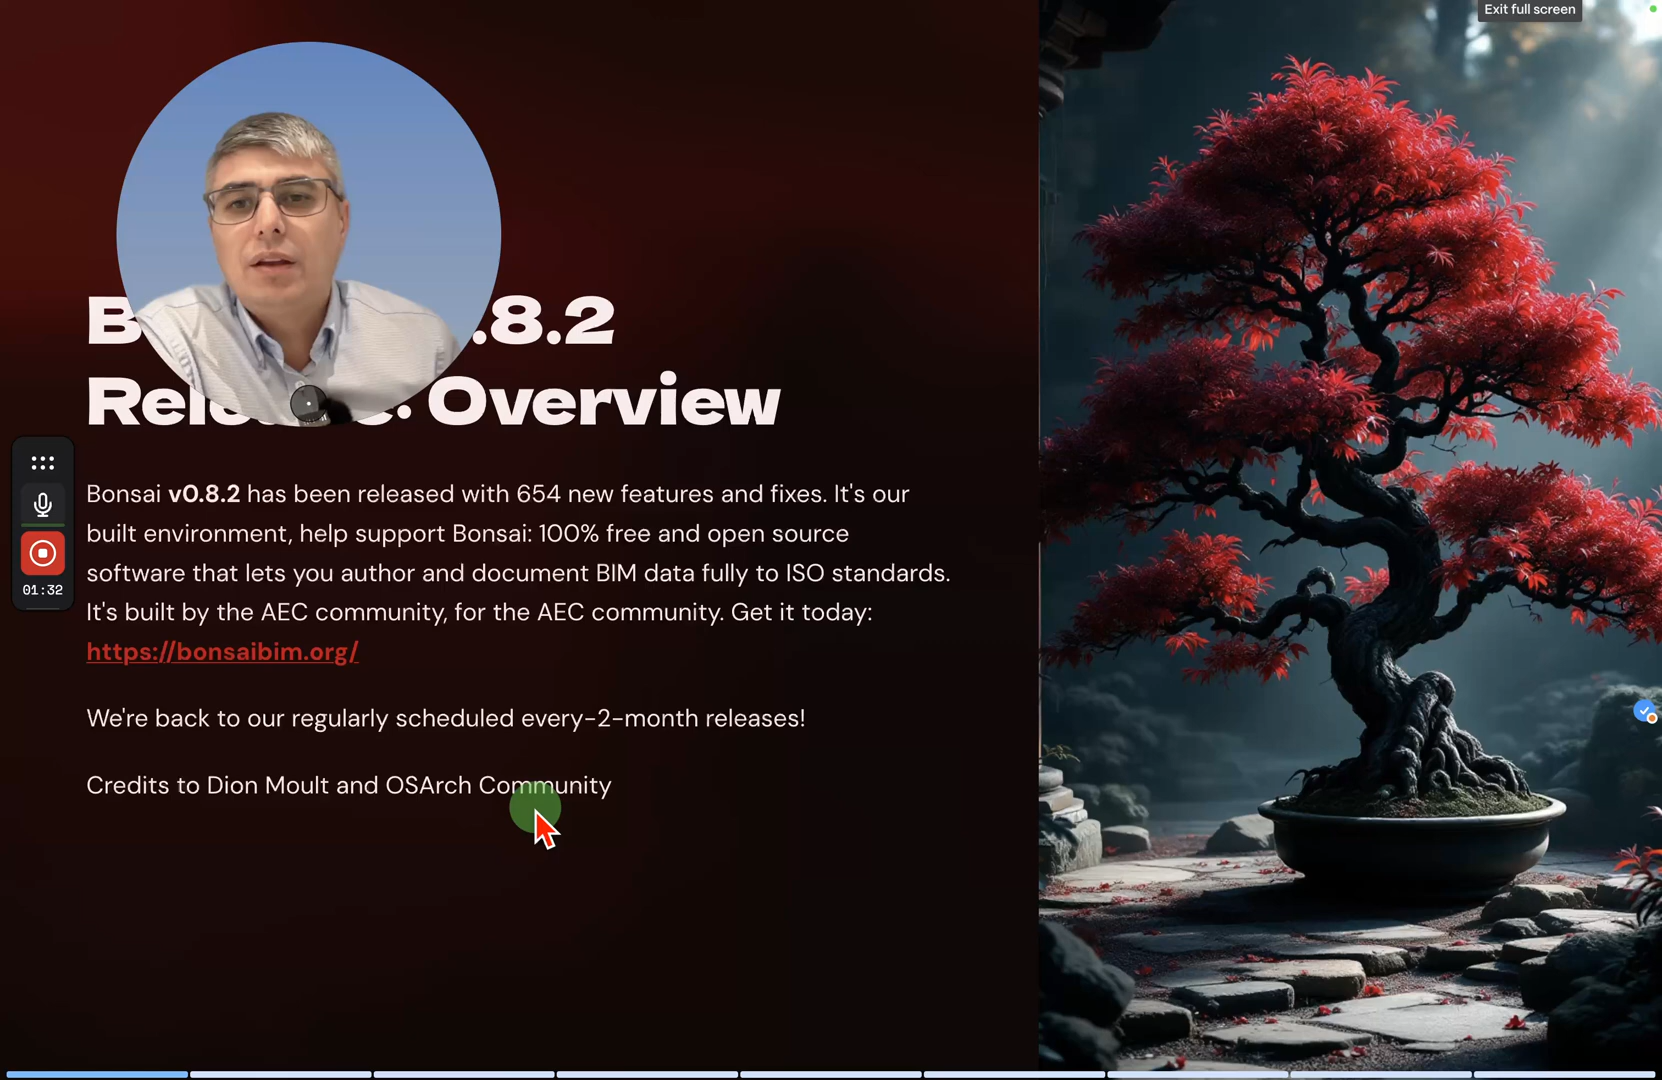 Exit full screen
.8.2
Overview
Bonsai v0.8.2 has been released with 654 new features and fixes. It's our
built environment, help support Bonsai: 100% free and open source
software that lets you author and document BIM data fully to ISO standards.
It's built by the AEC community, for the AEC community. Get it today:
https://bonsaibim.org/
We're back to our regularly scheduled every-2-month releases!
Credits to Dion Moult and OSArch Community
01:32